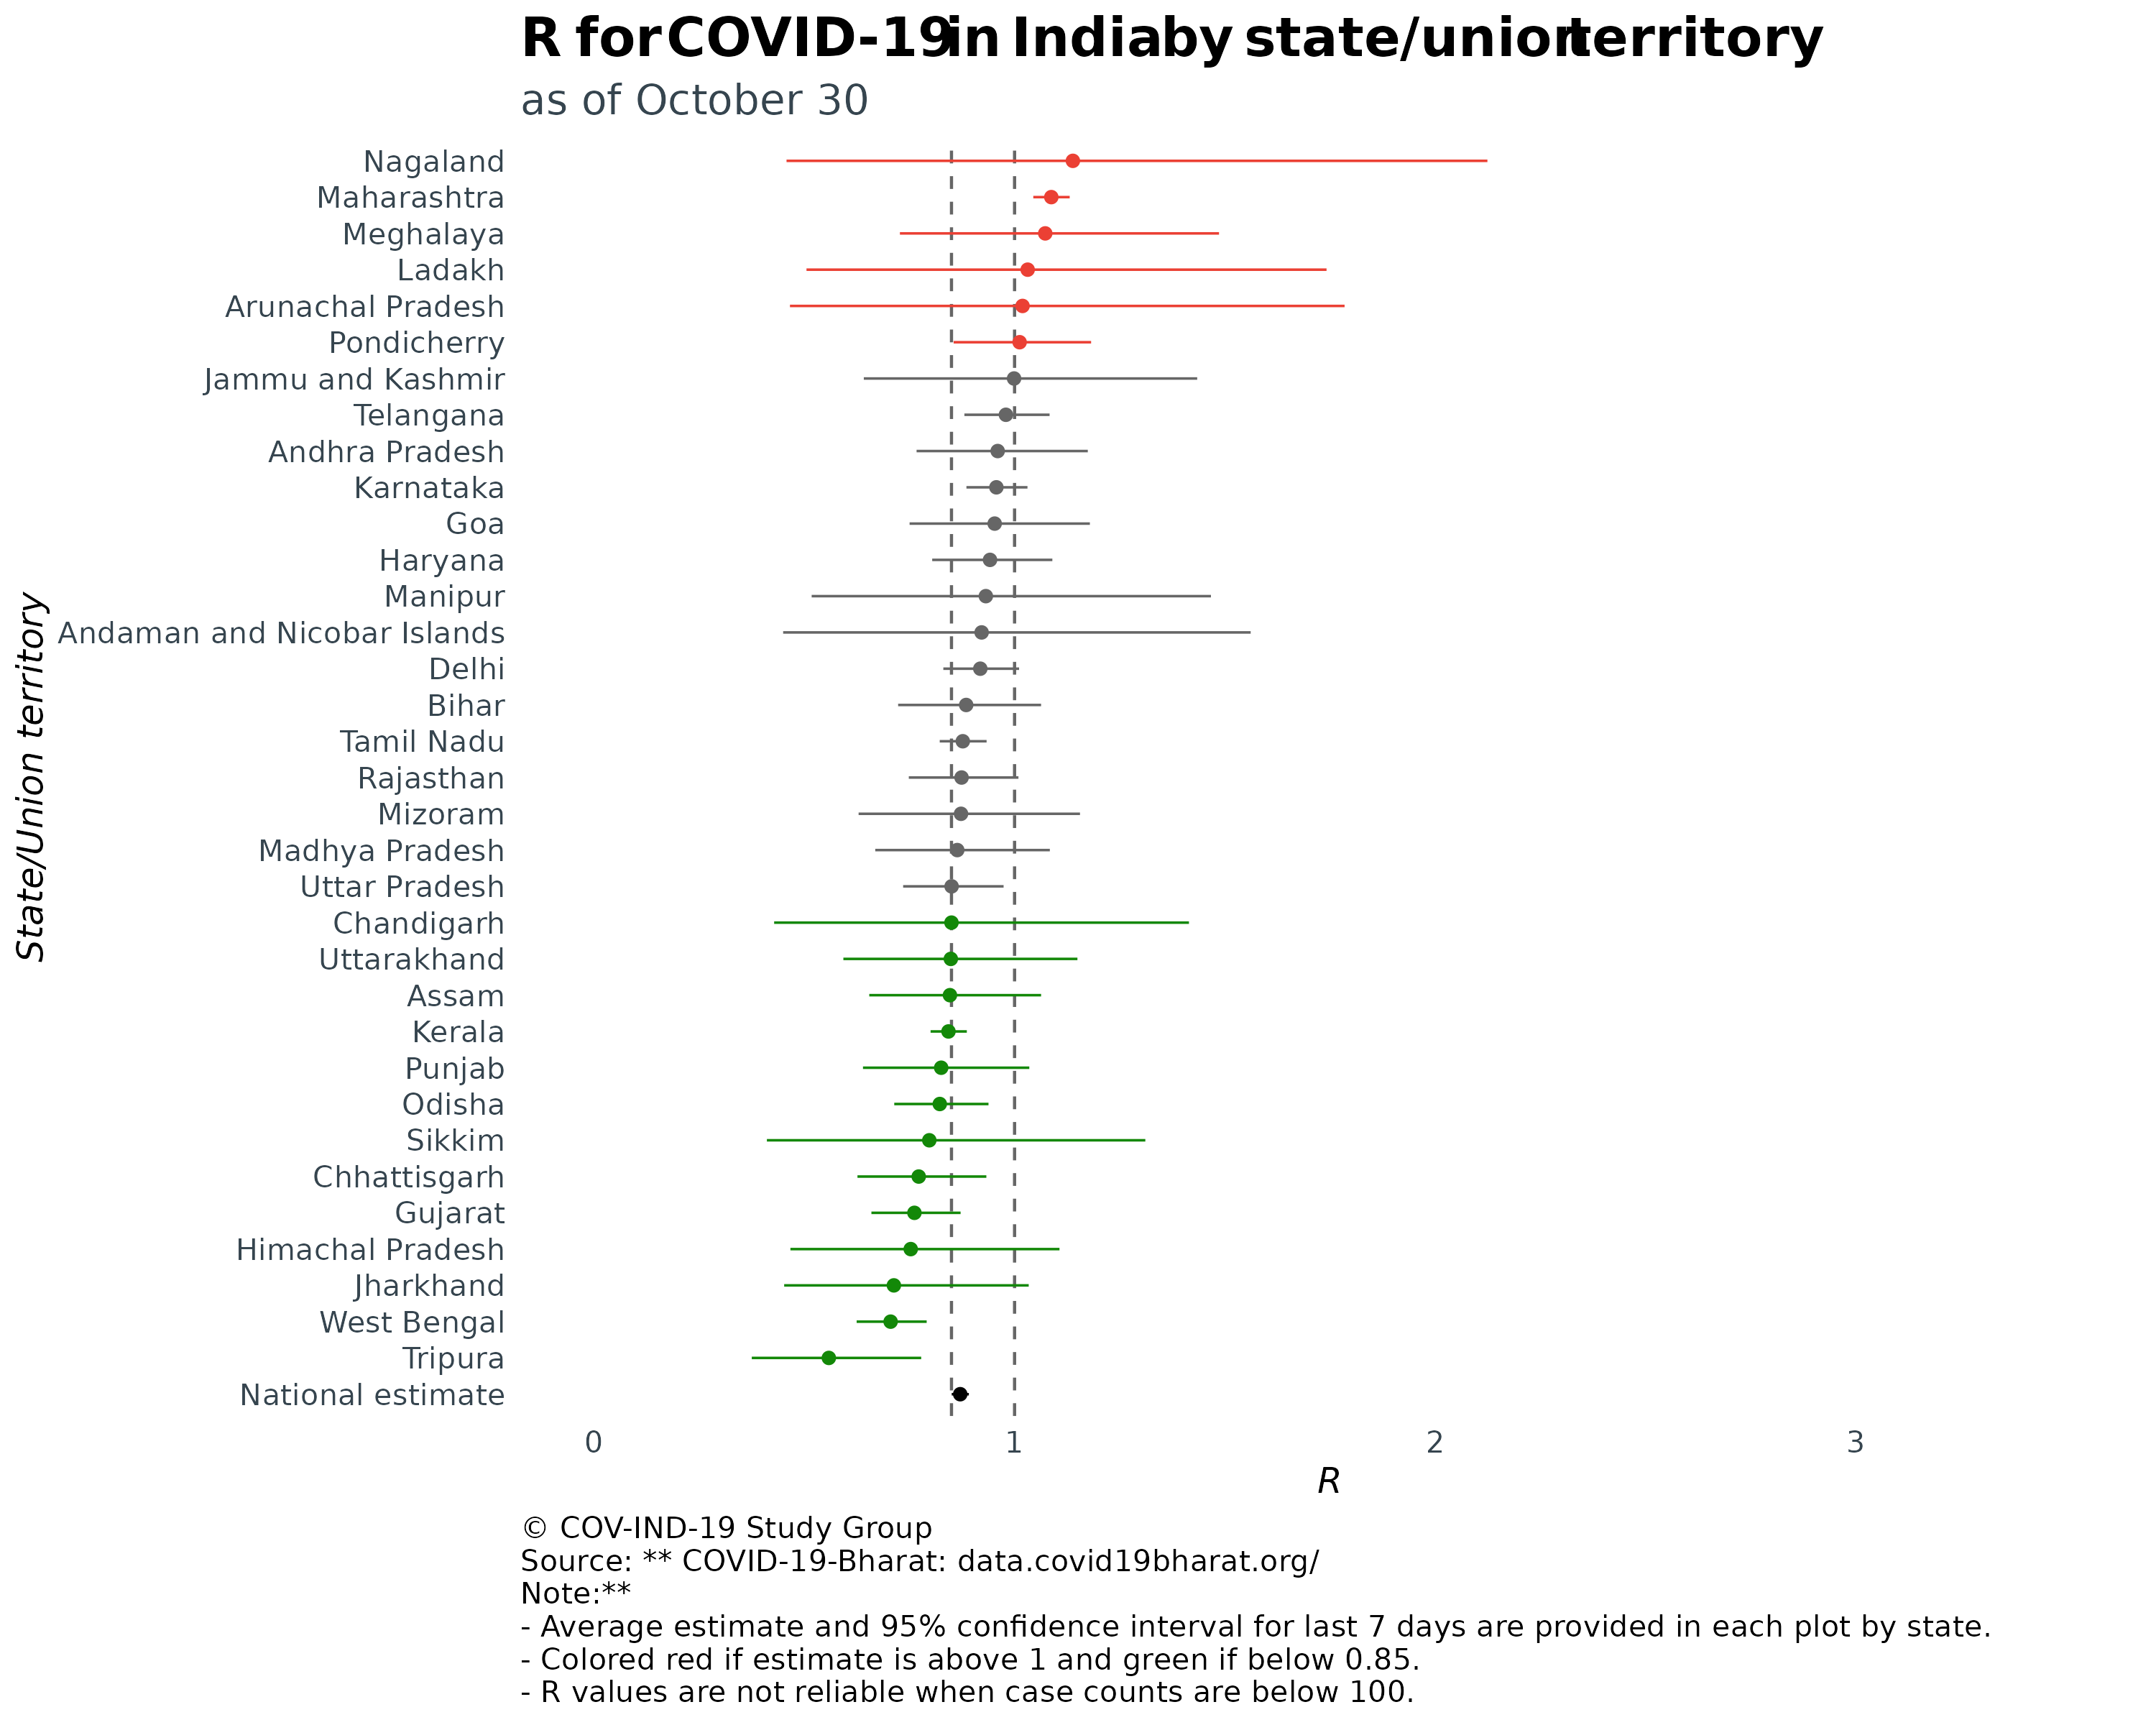 R for COVID-19 in India by state/union territory
as of October 30
Nagaland
Maharashtra
Meghalaya
Ladakh
Arunachal Pradesh
Pondicherry
Jammu and Kashmir
Telangana
Andhra Pradesh
Karnataka
Goa
Haryana
Manipur
Andaman and Nicobar Islands
Delhi
Bihar
Tamil Nadu
Rajasthan
Mizoram
Madhya Pradesh
Uttar Pradesh
Chandigarh
Uttarakhand
Assam
Kerala
Punjab
Odisha
Sikkim
Chhattisgarh
Gujarat
Himachal Pradesh
Jharkhand
West Bengal
Tripura
National estimate
State/Union territory
0 1 2 3
R
© COV-IND-19 Study Group
Source: ** COVID-19-Bharat: data.covid19bharat.org/
Note:**
- Average estimate and 95% confidence interval for last 7 days are provided in each plot by state.
- Colored red if estimate is above 1 and green if below 0.85.
- R values are not reliable when case counts are below 100.